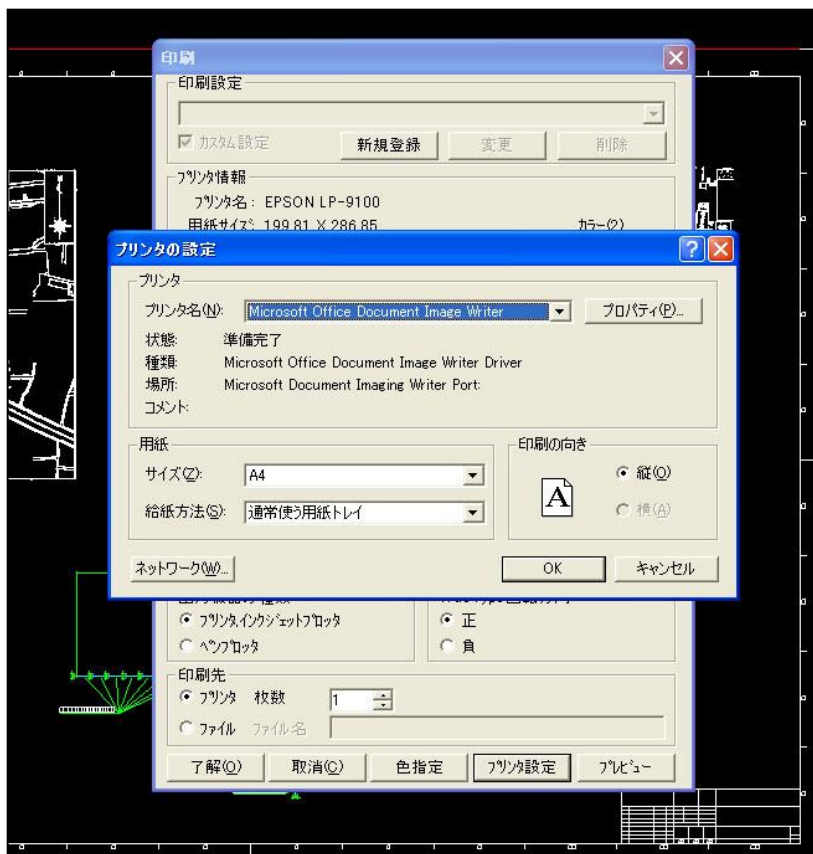 印刷
印刷設定
カスタム設定
新規登録 変更 削除
プリンタ情報
プリンタ名: EPSON LP-9100
用紙サイズ: 199.81 X 286.85 カラー(2)
プリンタの設定
プリンタ
プリンタ名(N): Microsoft Office Document Image Writer プロパティ(P)...
状態: 準備完了
種類: Microsoft Office Document Image Writer Driver
場所: Microsoft Document Imaging Writer Port:
コメント:
用紙
サイズ(Z): A4
給紙方法(S): 通常使う用紙トレイ
印刷の向き
A
縦(O)
横(A)
ネットワーク(W)... OK キャンセル
プリンタ,インクジェットプロッタ
ペンプロッタ
正
負
印刷先
プリンタ 枚数 1
ファイル ファイル名
了解(O) 取消(C) 色指定 プリンタ設定 プレビュー